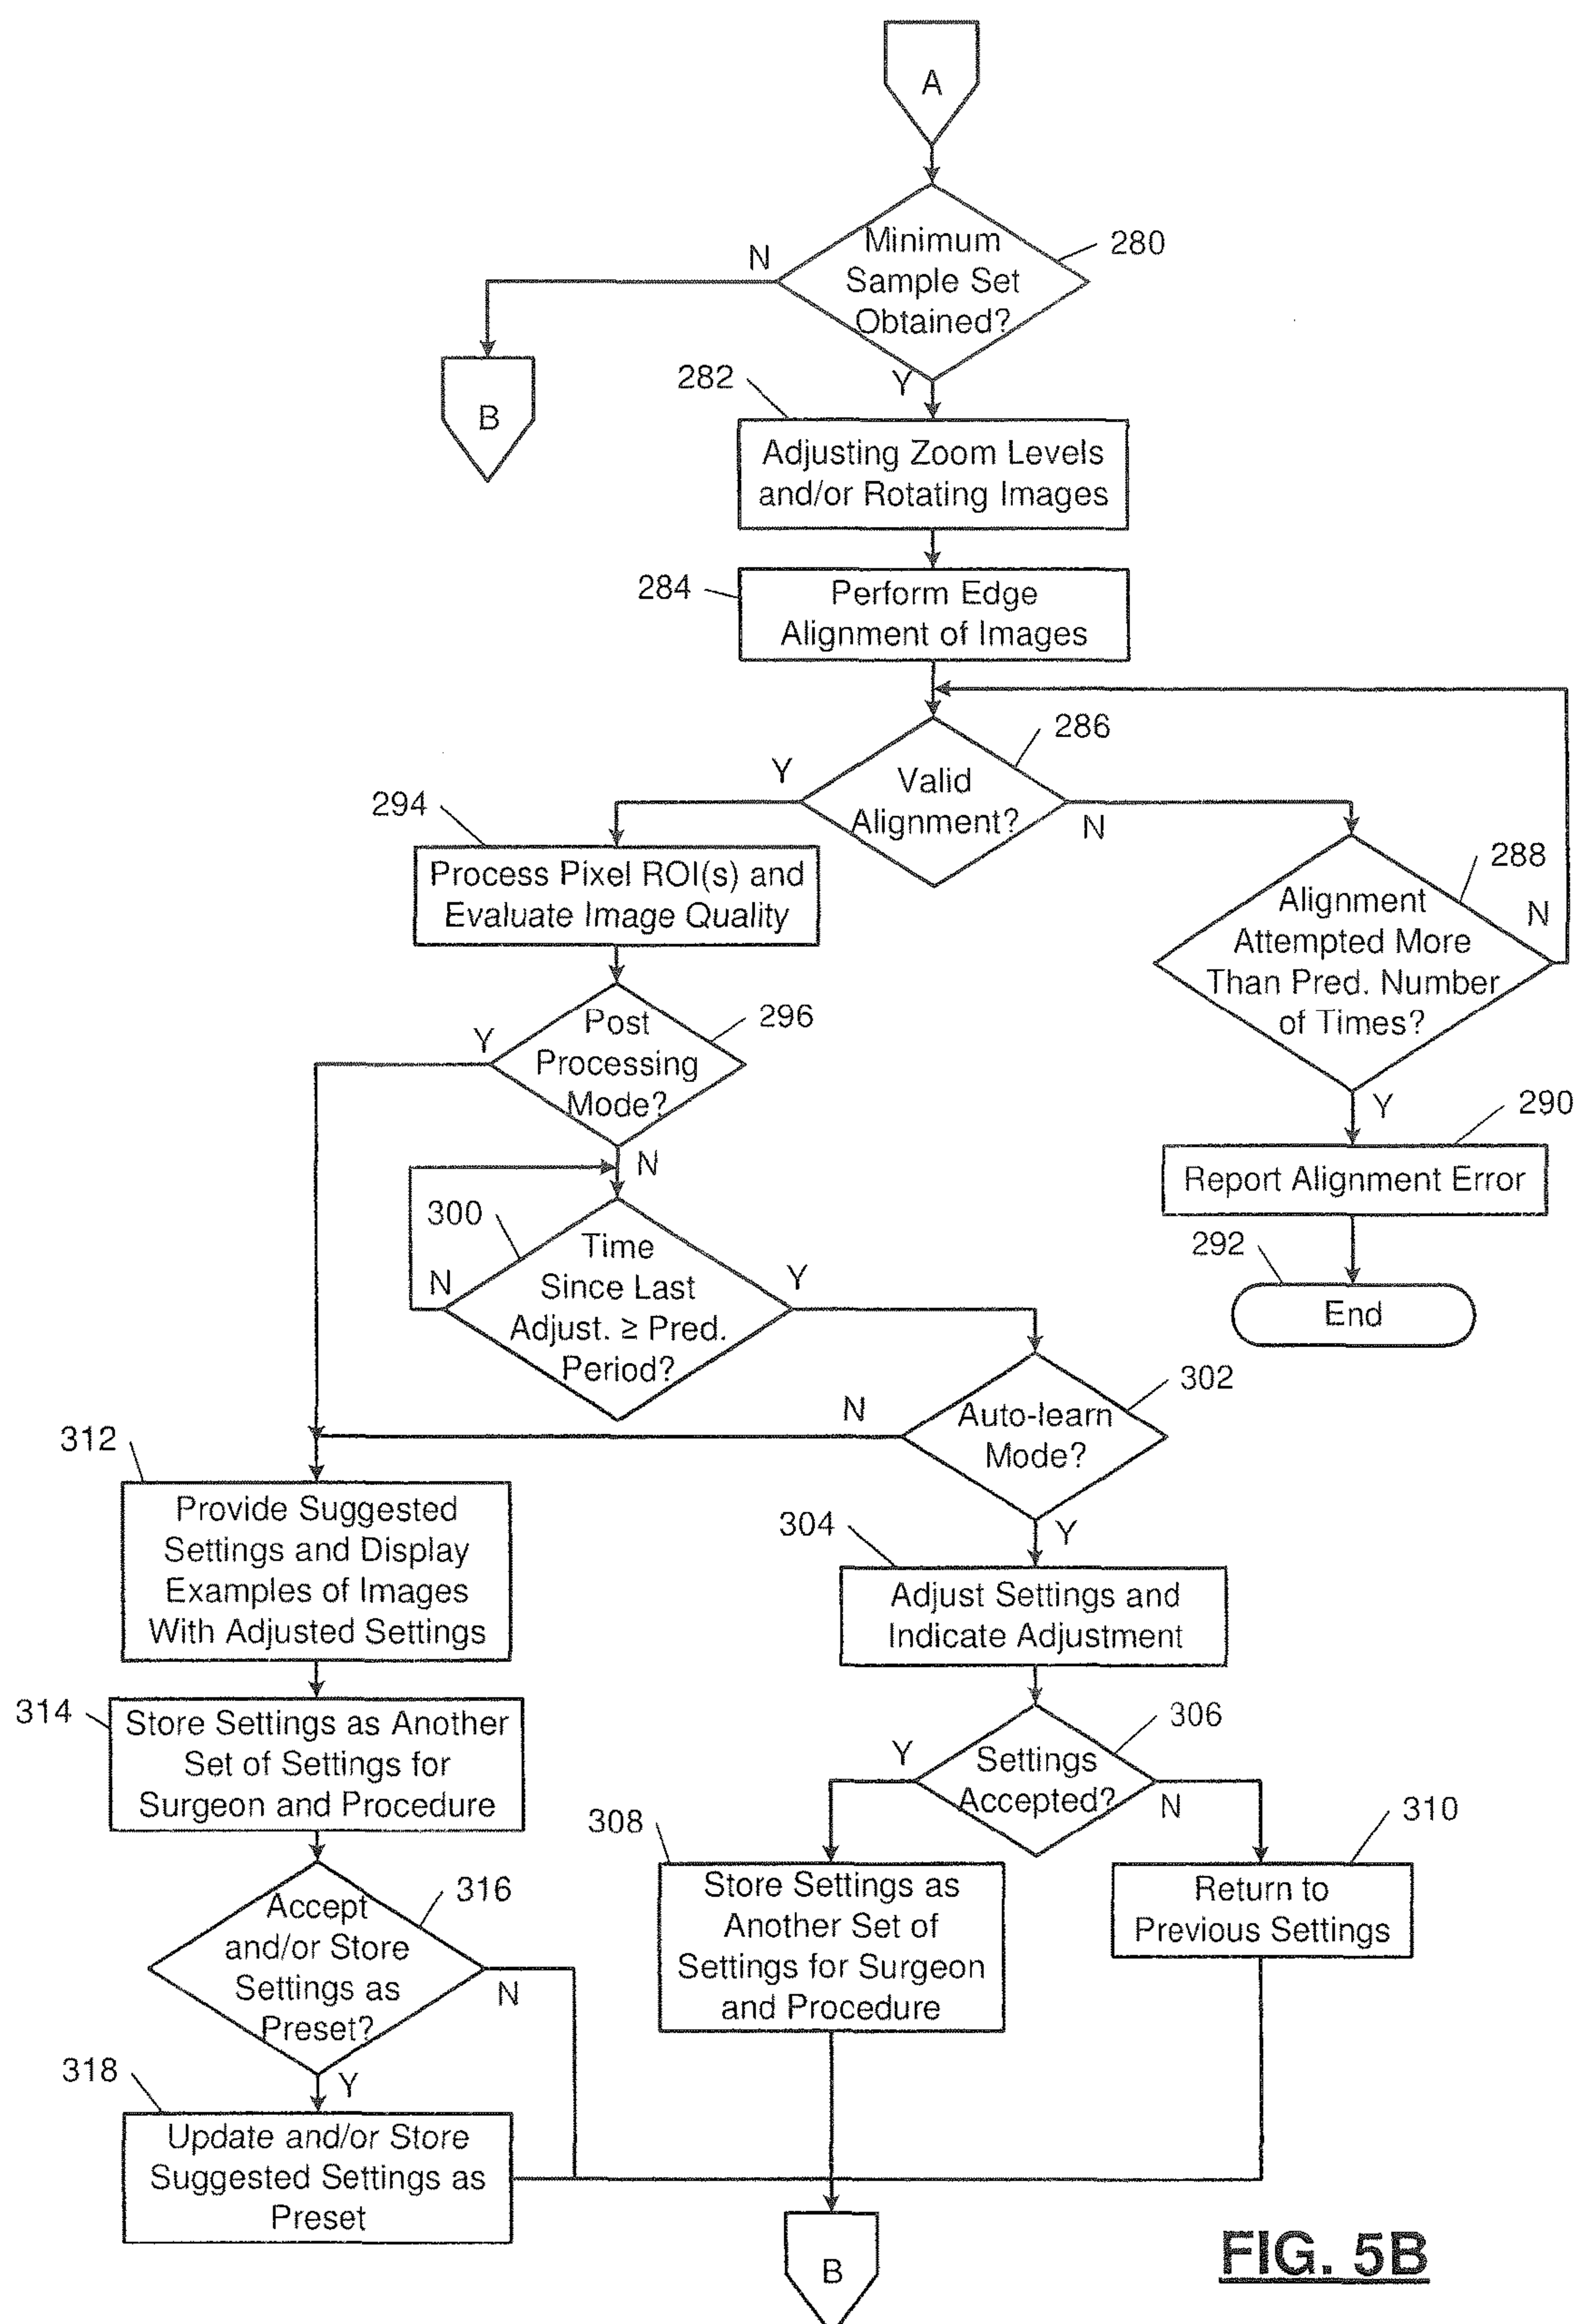 A
Minimum
Sample Set
Obtained?
280
N
B
Y
282
Adjusting Zoom Levels
and/or Rotating Images
284
Perform Edge
Alignment of Images
286
Valid
Alignment?
Y
N
288
Alignment
Attempted More
Than Pred. Number
of Times?
N
Y
290
Report Alignment Error
292
End
294
Process Pixel ROI(s) and
Evaluate Image Quality
296
Post
Processing
Mode?
Y
N
300
Time
Since Last
Adjust. ≥ Pred.
Period?
N
Y
302
Auto-learn
Mode?
N
Y
304
Adjust Settings and
Indicate Adjustment
306
Settings
Accepted?
Y
N
308
Store Settings as
Another Set of
Settings for Surgeon
and Procedure
310
Return to
Previous Settings
312
Provide Suggested
Settings and Display
Examples of Images
With Adjusted Settings
314
Store Settings as Another
Set of Settings for
Surgeon and Procedure
316
Accept
and/or Store
Settings as
Preset?
N
Y
318
Update and/or Store
Suggested Settings as
Preset
B
FIG. 5B